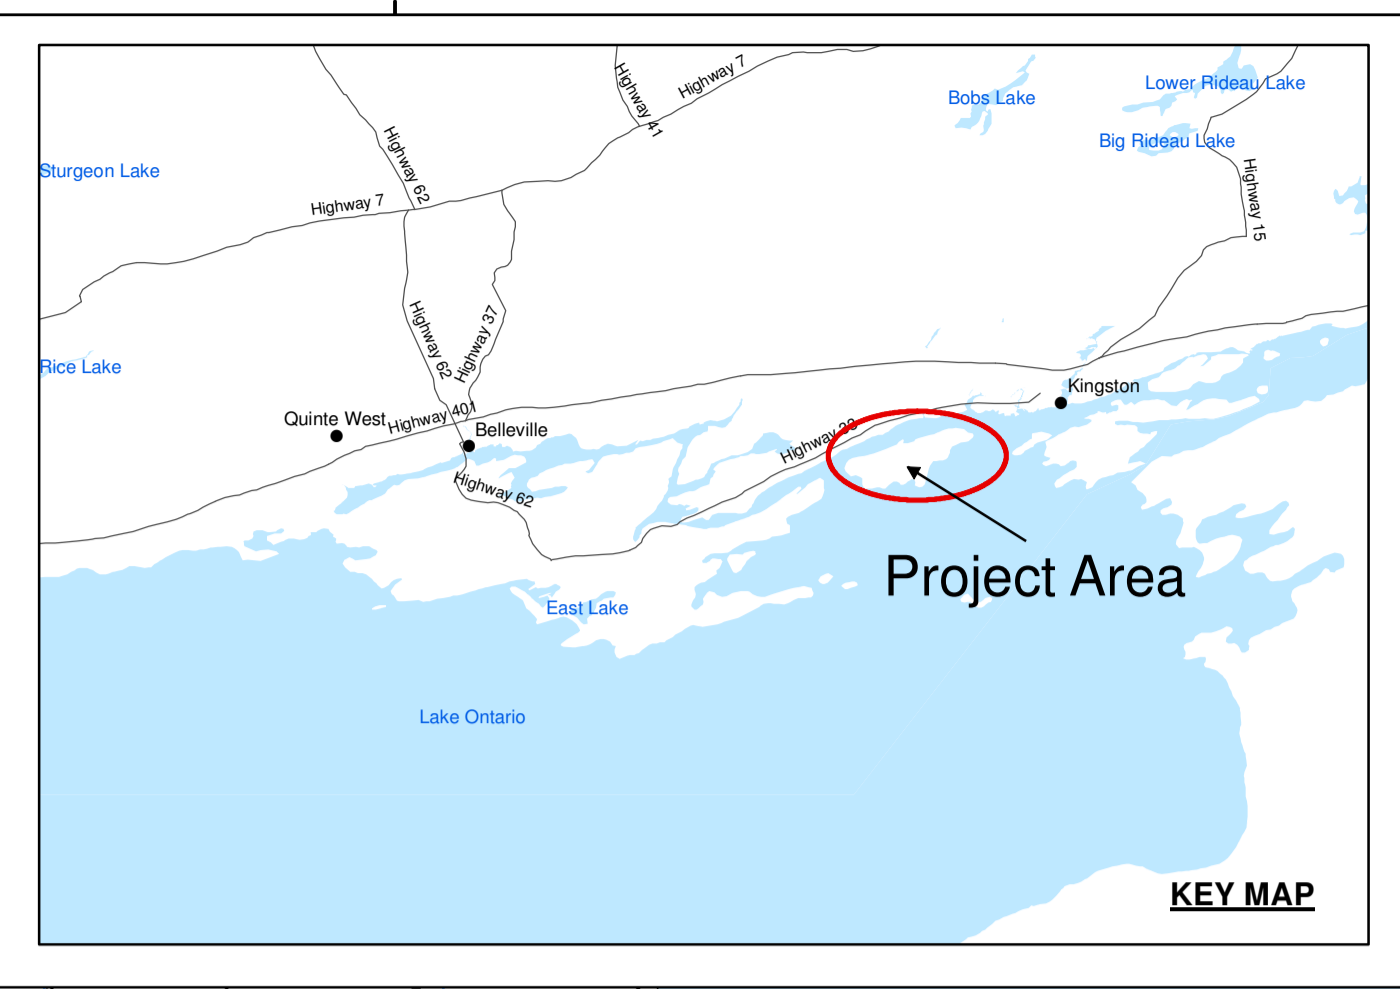 Highway 7
Highway 41
Lower Rideau Lake
Bobs Lake
Highway 62
Big Rideau Lake
Sturgeon Lake
Highway 7
Highway 15
Highway 62
Highway 37
Rice Lake
Kingston
Quinte West
Highway 401
Belleville
Highway 33
Highway 62
Project Area
East Lake
Lake Ontario
KEY MAP